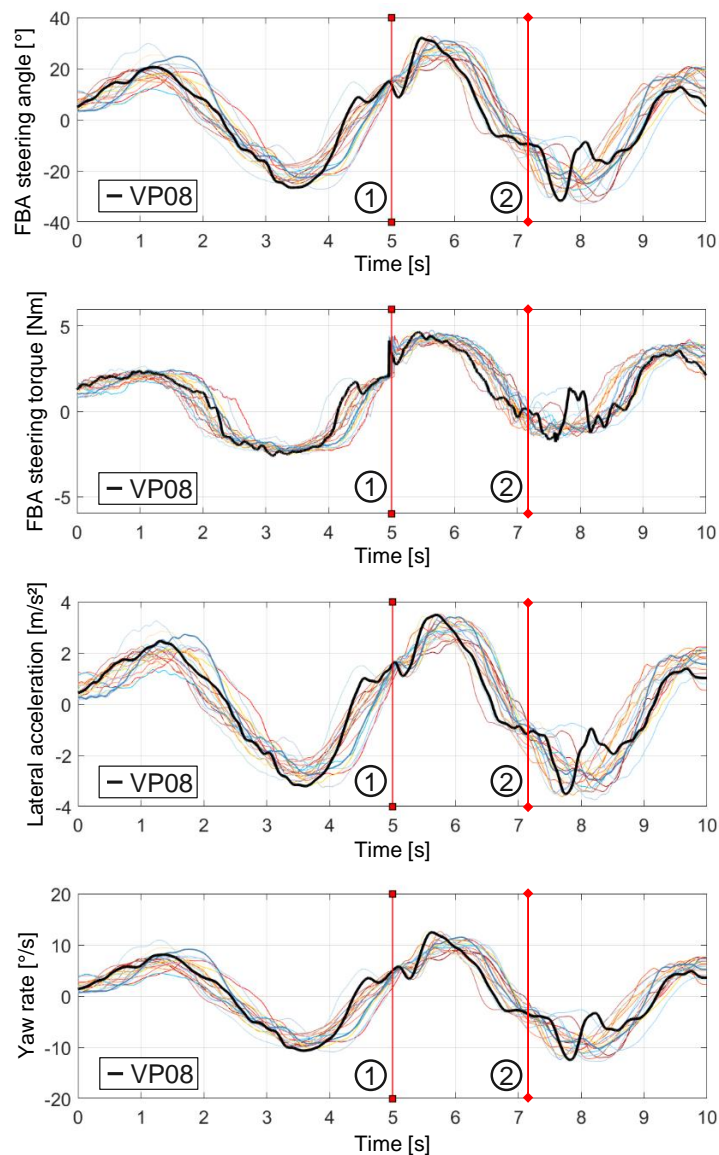 FBA steering angle [°]
40
20
0
-20
-40
VP08
1
2
0 1 2 3 4 5 6 7 8 9 10
Time [s]
FBA steering torque [Nm]
5
0
-5
VP08
1
2
0 1 2 3 4 5 6 7 8 9 10
Time [s]
Lateral acceleration [m/s²]
4
2
0
-2
-4
VP08
1
2
0 1 2 3 4 5 6 7 8 9 10
Time [s]
Yaw rate [°/s]
20
10
0
-10
-20
VP08
1
2
0 1 2 3 4 5 6 7 8 9 10
Time [s]